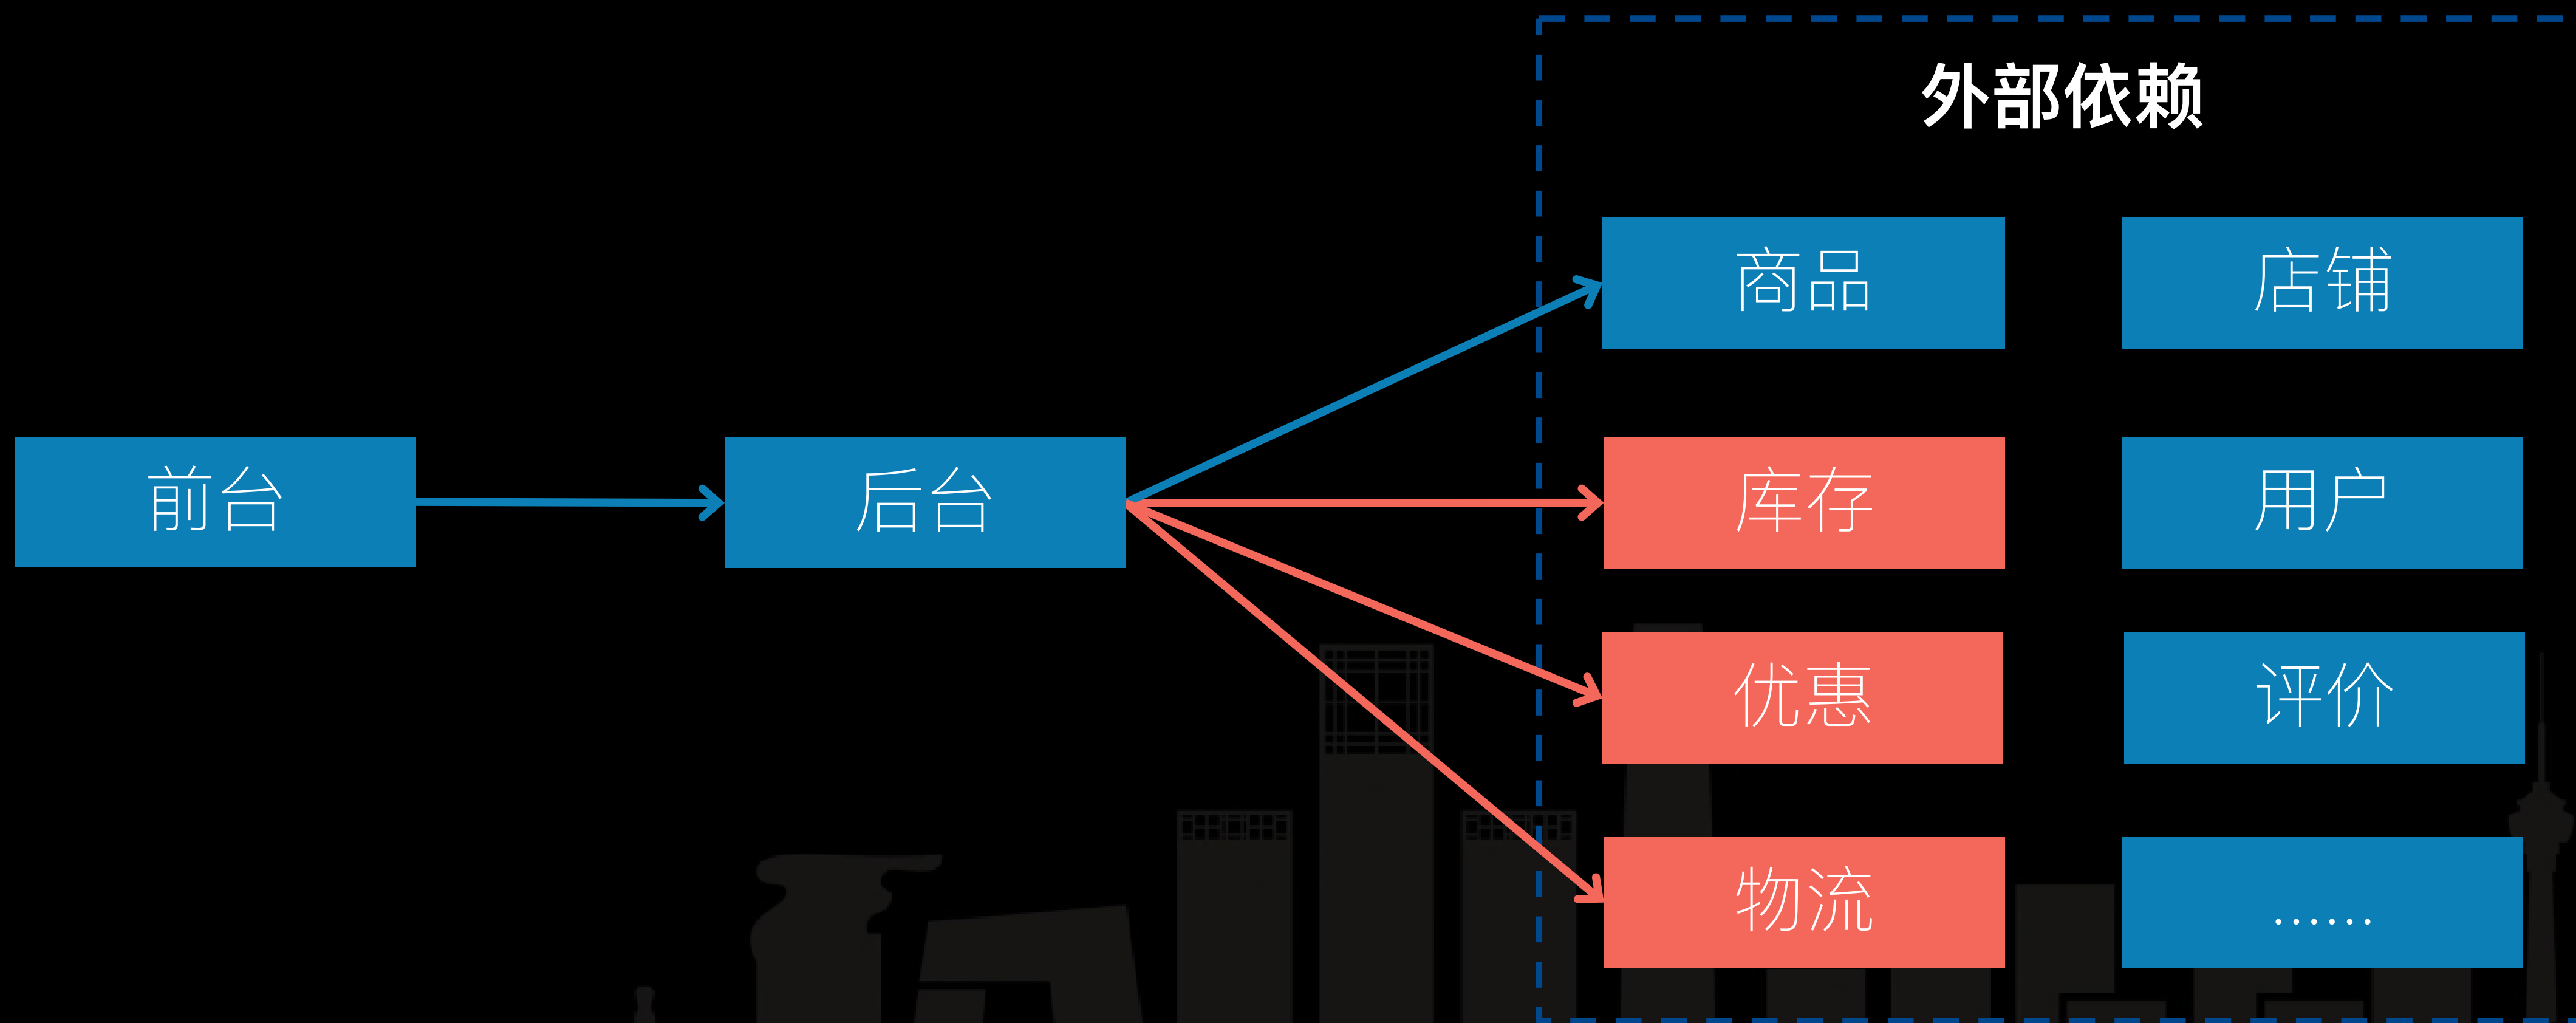 外部依赖
商品
店铺
前台
后台
库存
用户
优惠
评价
物流
……